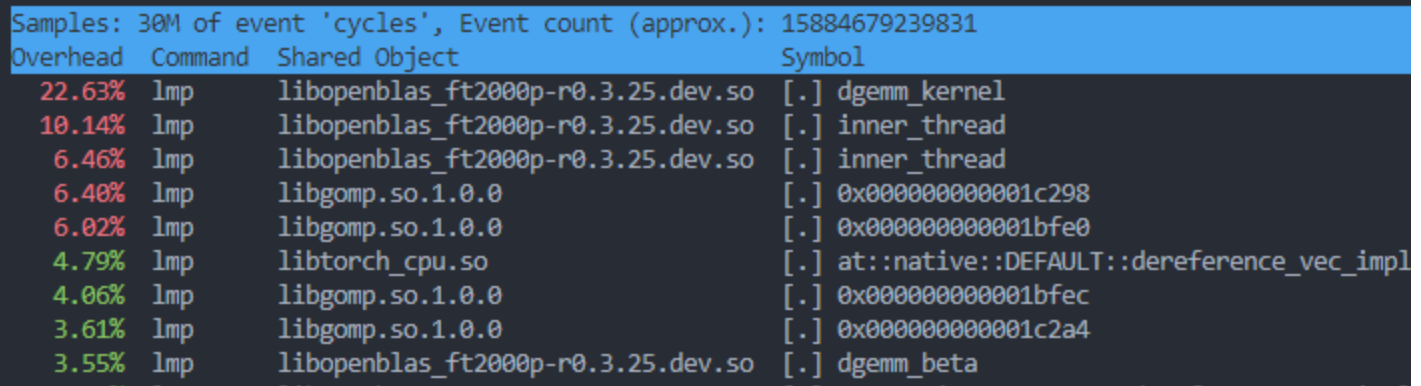 Samples: 30M of event 'cycles', Event count (approx.): 15884679239831
Overhead  Command  Shared Object                      Symbol
22.63%  lmp      libopenblas_ft2000p-r0.3.25.dev.so  [.] dgemm_kernel
10.14%  lmp      libopenblas_ft2000p-r0.3.25.dev.so  [.] inner_thread
6.46%  lmp      libopenblas_ft2000p-r0.3.25.dev.so  [.] inner_thread
6.40%  lmp      libgomp.so.1.0.0                    [.] 0x000000000001c298
6.02%  lmp      libgomp.so.1.0.0                    [.] 0x000000000001bfe0
4.79%  lmp      libtorch_cpu.so                     [.] at::native::DEFAULT::dereference_vec_impl
4.06%  lmp      libgomp.so.1.0.0                    [.] 0x000000000001bfec
3.61%  lmp      libgomp.so.1.0.0                    [.] 0x000000000001c2a4
3.55%  lmp      libopenblas_ft2000p-r0.3.25.dev.so  [.] dgemm_beta